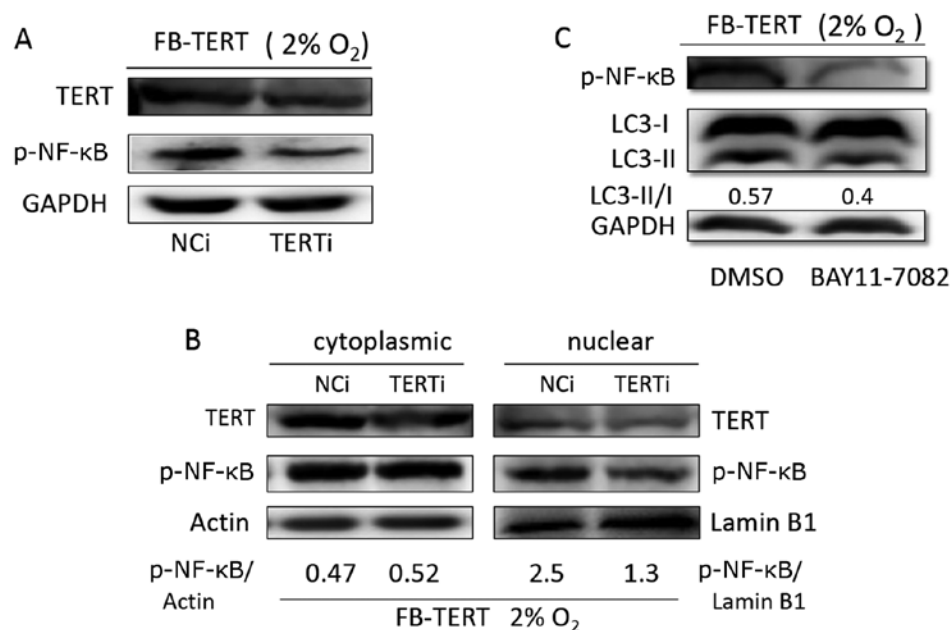 A
FB-TERT ( 2% O₂)
TERT
p-NF-κB
GAPDH
NCi TERTi
C
FB-TERT (2% O₂ )
p-NF-κB
LC3-I
LC3-II
LC3-II/I 0.57 0.4
GAPDH
DMSO BAY11-7082
B
cytoplasmic nuclear
NCi TERTi NCi TERTi
TERT TERT
p-NF-κB p-NF-κB
Actin Lamin B1
p-NF-κB/ 0.47 0.52 2.5 1.3 p-NF-κB/
Actin Lamin B1
FB-TERT 2% O₂